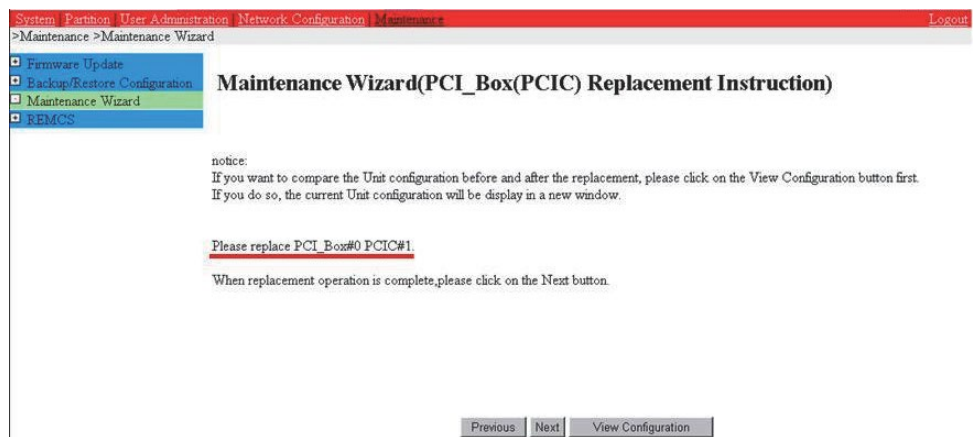 System | Partition | User Administration | Network Configuration | Maintenance Logout
>Maintenance >Maintenance Wizard
Firmware Update
Backup/Restore Configuration
Maintenance Wizard
REMCS
Maintenance Wizard(PCI_Box(PCIC) Replacement Instruction)
notice:
If you want to compare the Unit configuration before and after the replacement, please click on the View Configuration button first.
If you do so, the current Unit configuration will be display in a new window.
Please replace PCI_Box#0 PCIC#1.
When replacement operation is complete,please click on the Next button.
Previous Next View Configuration